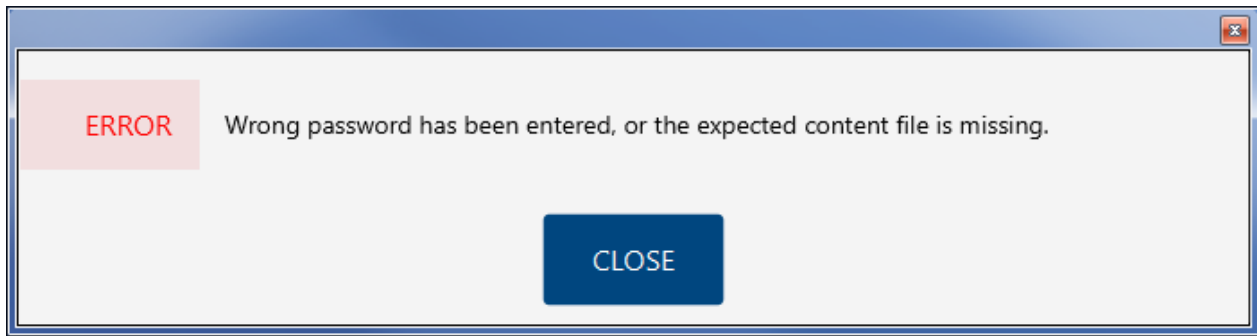 ERROR Wrong password has been entered, or the expected content file is missing.
CLOSE